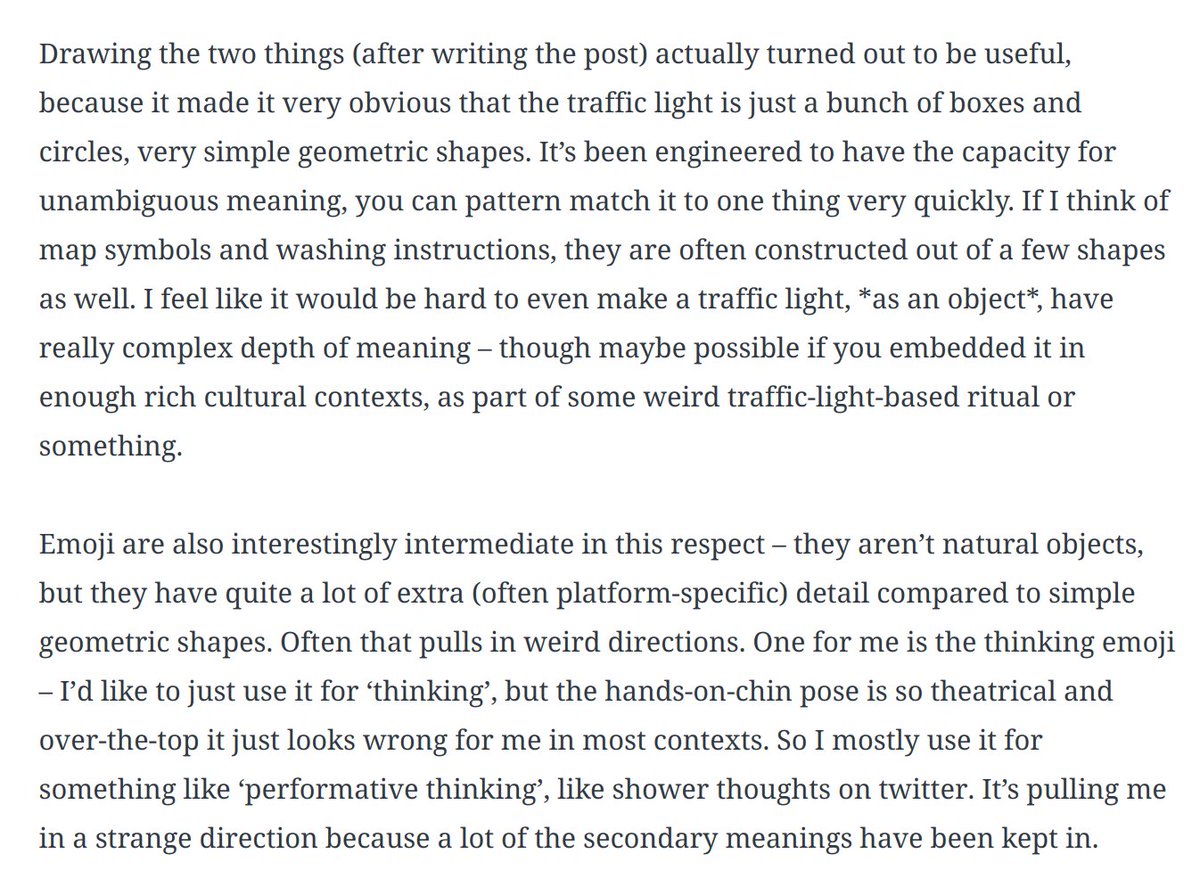 Drawing the two things (after writing the post) actually turned out to be useful,
because it made it very obvious that the traffic light is just a bunch of boxes and
circles, very simple geometric shapes. It’s been engineered to have the capacity for
unambiguous meaning, you can pattern match it to one thing very quickly. If I think of
map symbols and washing instructions, they are often constructed out of a few shapes
as well. I feel like it would be hard to even make a traffic light, *as an object*, have
really complex depth of meaning – though maybe possible if you embedded it in
enough rich cultural contexts, as part of some weird traffic-light-based ritual or
something.
Emoji are also interestingly intermediate in this respect – they aren’t natural objects,
but they have quite a lot of extra (often platform-specific) detail compared to simple
geometric shapes. Often that pulls in weird directions. One for me is the thinking emoji
– I’d like to just use it for ‘thinking’, but the hands-on-chin pose is so theatrical and
over-the-top it just looks wrong for me in most contexts. So I mostly use it for
something like ‘performative thinking’, like shower thoughts on twitter. It’s pulling me
in a strange direction because a lot of the secondary meanings have been kept in.